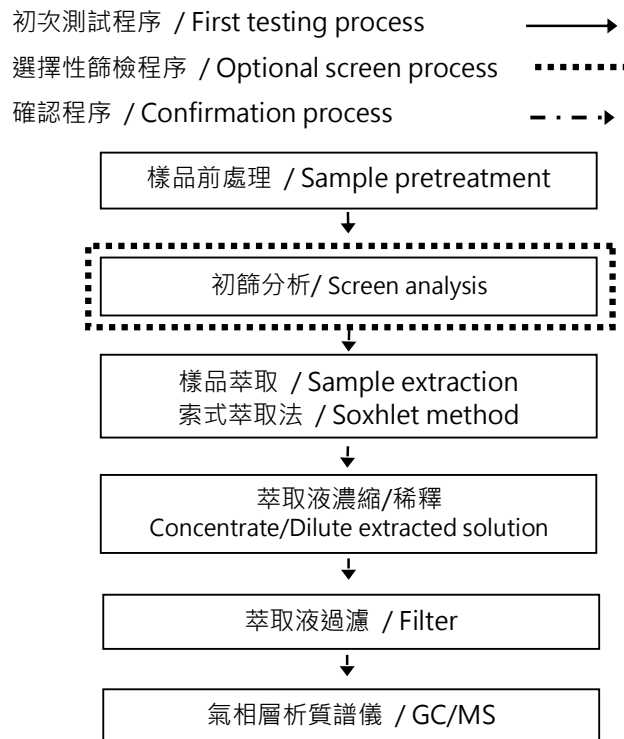 初次測試程序 / First testing process
選擇性篩檢程序 / Optional screen process
確認程序 / Confirmation process
樣品前處理 / Sample pretreatment
初篩分析/ Screen analysis
樣品萃取 / Sample extraction
索式萃取法 / Soxhlet method
萃取液濃縮/稀釋
Concentrate/Dilute extracted solution
萃取液過濾 / Filter
氣相層析質譜儀 / GC/MS